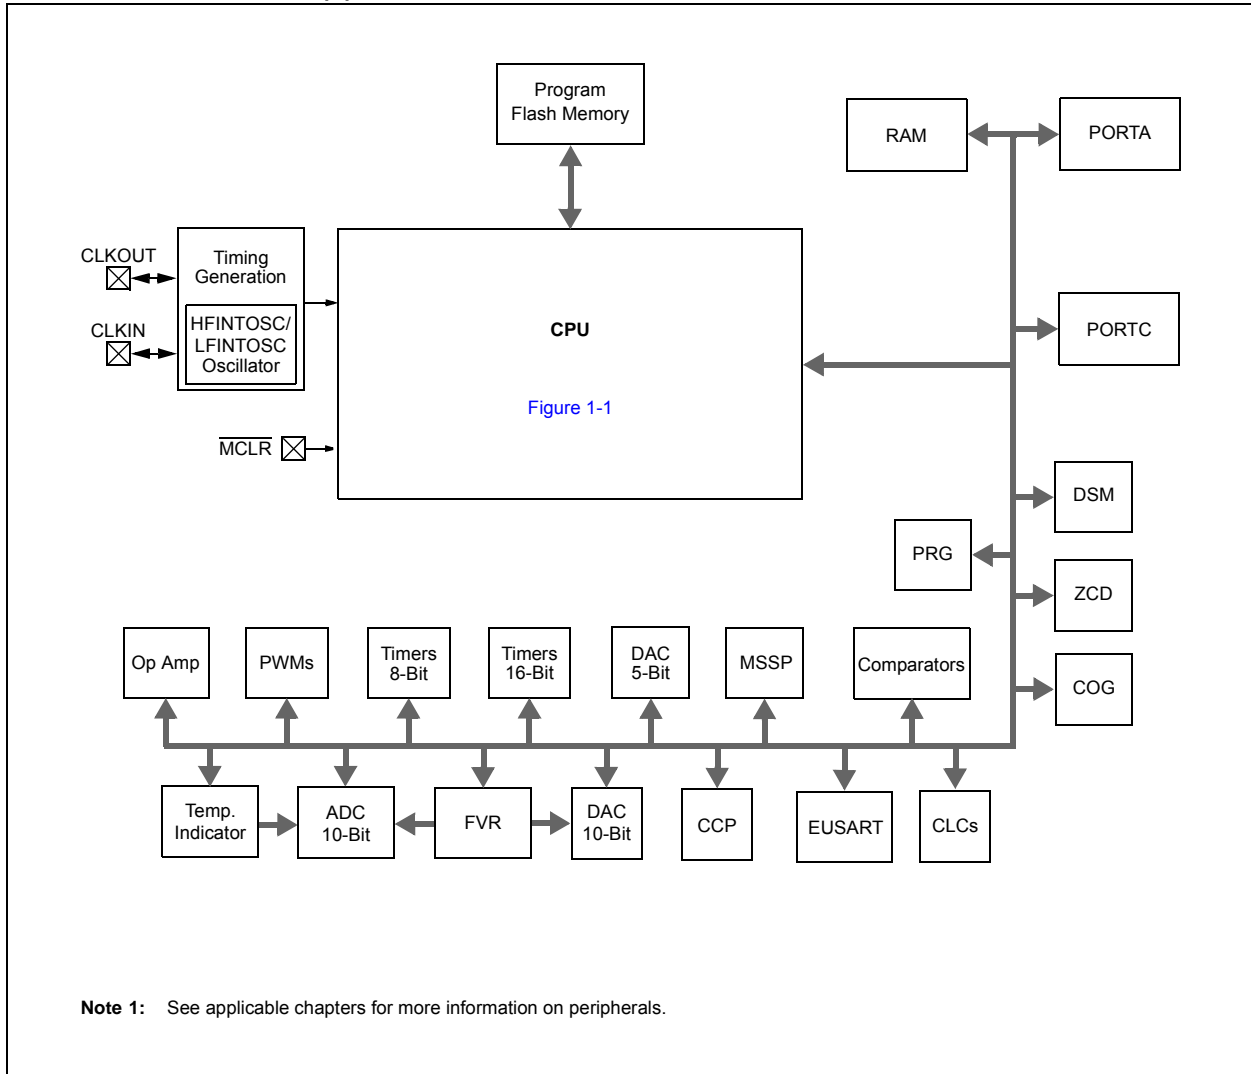 Program
Flash Memory
RAM
PORTA
CLKOUT
Timing
Generation
CLKIN
HFINTOSC/
LFINTOSC
Oscillator
CPU
PORTC
Figure 1-1
MCLR
DSM
PRG
ZCD
Op Amp
PWMs
Timers
8-Bit
Timers
16-Bit
DAC
5-Bit
MSSP
Comparators
COG
Temp.
Indicator
ADC
10-Bit
FVR
DAC
10-Bit
CCP
EUSART
CLCs
Note 1: See applicable chapters for more information on peripherals.